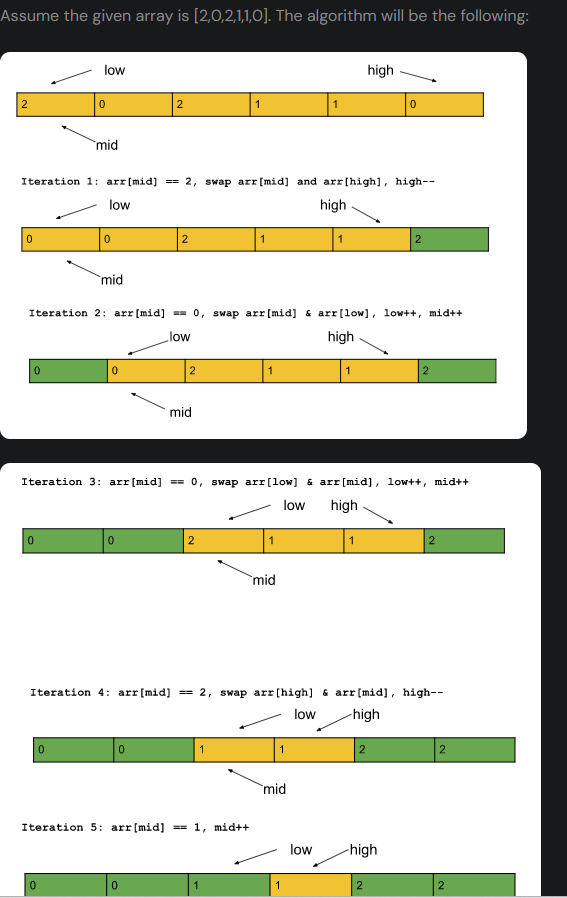 Assume the given array is [2,0,2,1,1,0]. The algorithm will be the following:
low high
2 0 2 1 1 0
mid
Iteration 1: arr[mid] == 2, swap arr[mid] and arr[high], high--
low high
0 0 2 1 1 2
mid
Iteration 2: arr[mid] == 0, swap arr[mid] & arr[low], low++, mid++
low high
0 0 2 1 1 2
mid
Iteration 3: arr[mid] == 0, swap arr[low] & arr[mid], low++, mid++
low high
0 0 2 1 1 2
mid
Iteration 4: arr[mid] == 2, swap arr[high] & arr[mid], high--
low high
0 0 1 1 2 2
mid
Iteration 5: arr[mid] == 1, mid++
low high
0 0 1 1 2 2